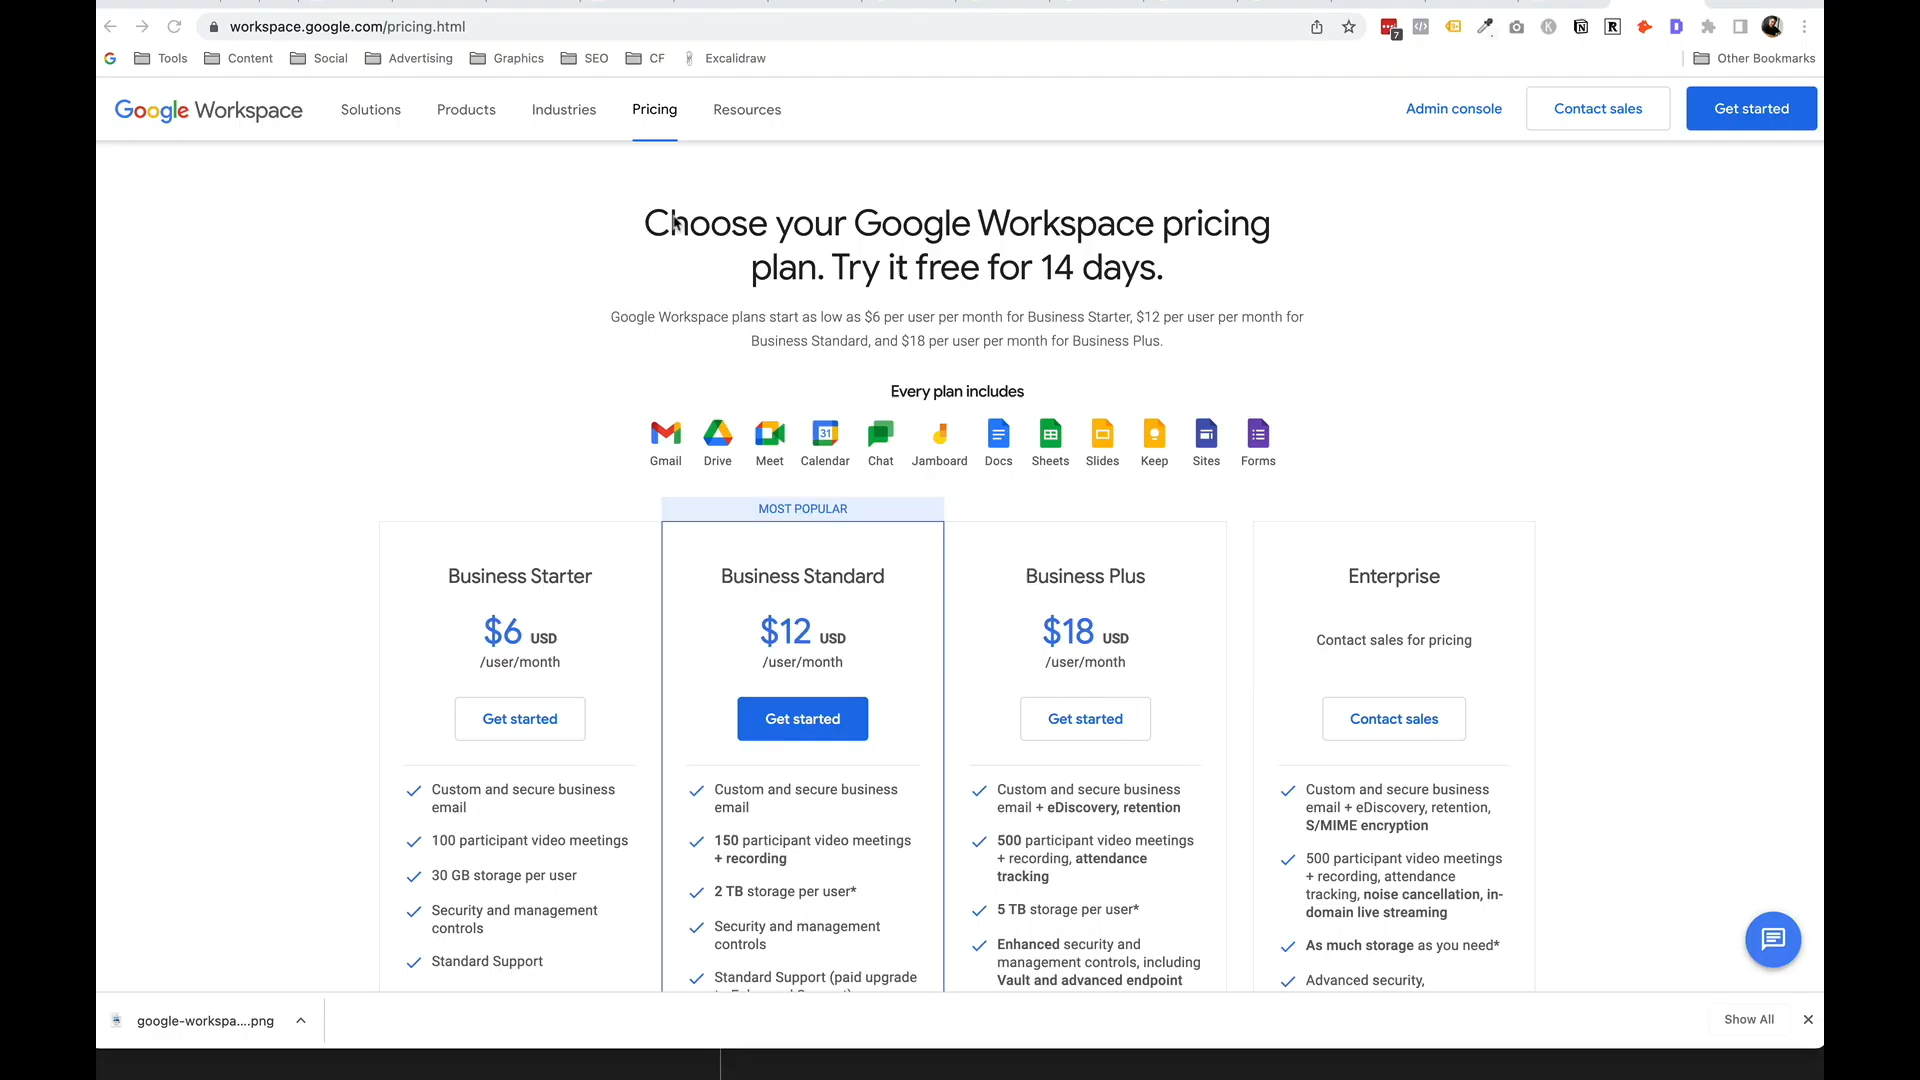 workspace.google.com/pricing.html
7
Tools
Content
Social
Advertising
Graphics
SEO
CF
Excalidraw
Other Bookmarks
Google Workspace
Solutions
Products
Industries
Pricing
Resources
Admin console
Contact sales
Get started
Choose your Google Workspace pricing
plan. Try it free for 14 days.
Google Workspace plans start as low as $6 per user per month for Business Starter, $12 per user per month for
Business Standard, and $18 per user per month for Business Plus.
Every plan includes
31
Gmail
Drive
Meet
Calendar
Chat
Jamboard
Docs
Sheets
Slides
Keep
Sites
Forms
MOST POPULAR
Business Starter
$6 USD
/user/month
Get started
Custom and secure business
email
100 participant video meetings
30 GB storage per user
Security and management
controls
Standard Support
Business Standard
$12 USD
/user/month
Get started
Custom and secure business
email
150 participant video meetings
+ recording
2 TB storage per user*
Security and management
controls
Standard Support (paid upgrade
Business Plus
$18 USD
/user/month
Get started
Custom and secure business
email + eDiscovery, retention
500 participant video meetings
+ recording, attendance
tracking
5 TB storage per user*
Enhanced security and
management controls, including
Vault and advanced endpoint
Enterprise
Contact sales for pricing
Contact sales
Custom and secure business
email + eDiscovery, retention,
S/MIME encryption
500 participant video meetings
+ recording, attendance
tracking, noise cancellation, in-
domain live streaming
As much storage as you need*
Advanced security,
google-workspa....png
Show All